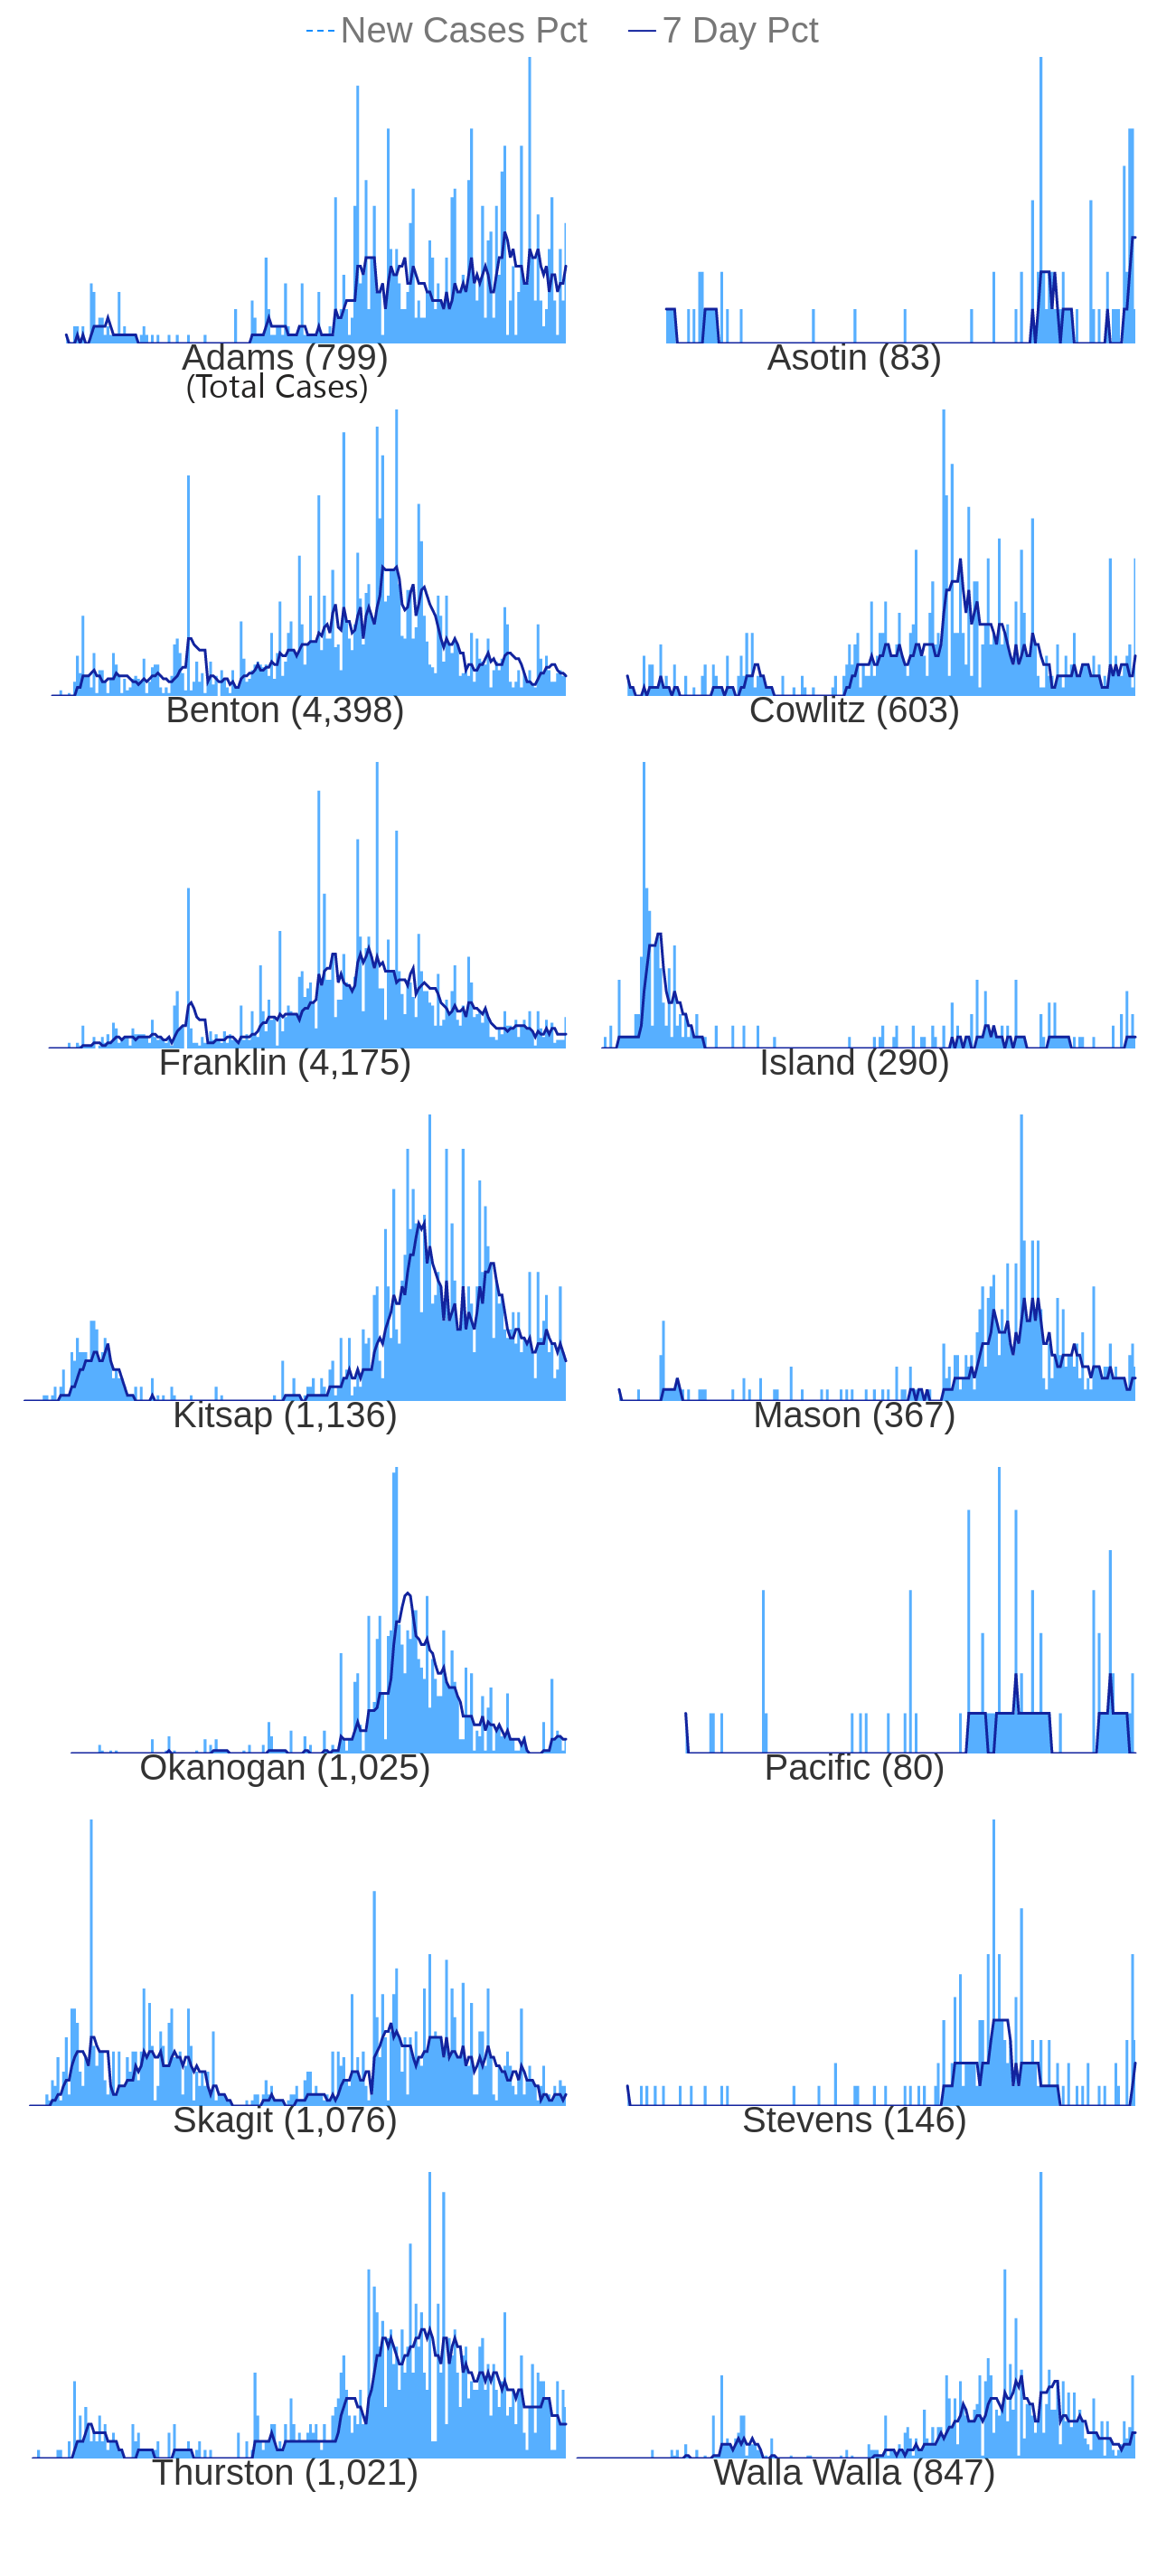 New Cases Pct 7 Day Pct
Adams (799) Asotin (83)
(Total Cases)
Benton (4,398) Cowlitz (603)
Franklin (4,175) Island (290)
Kitsap (1,136) Mason (367)
Okanogan (1,025) Pacific (80)
Skagit (1,076) Stevens (146)
Thurston (1,021) Walla Walla (847)